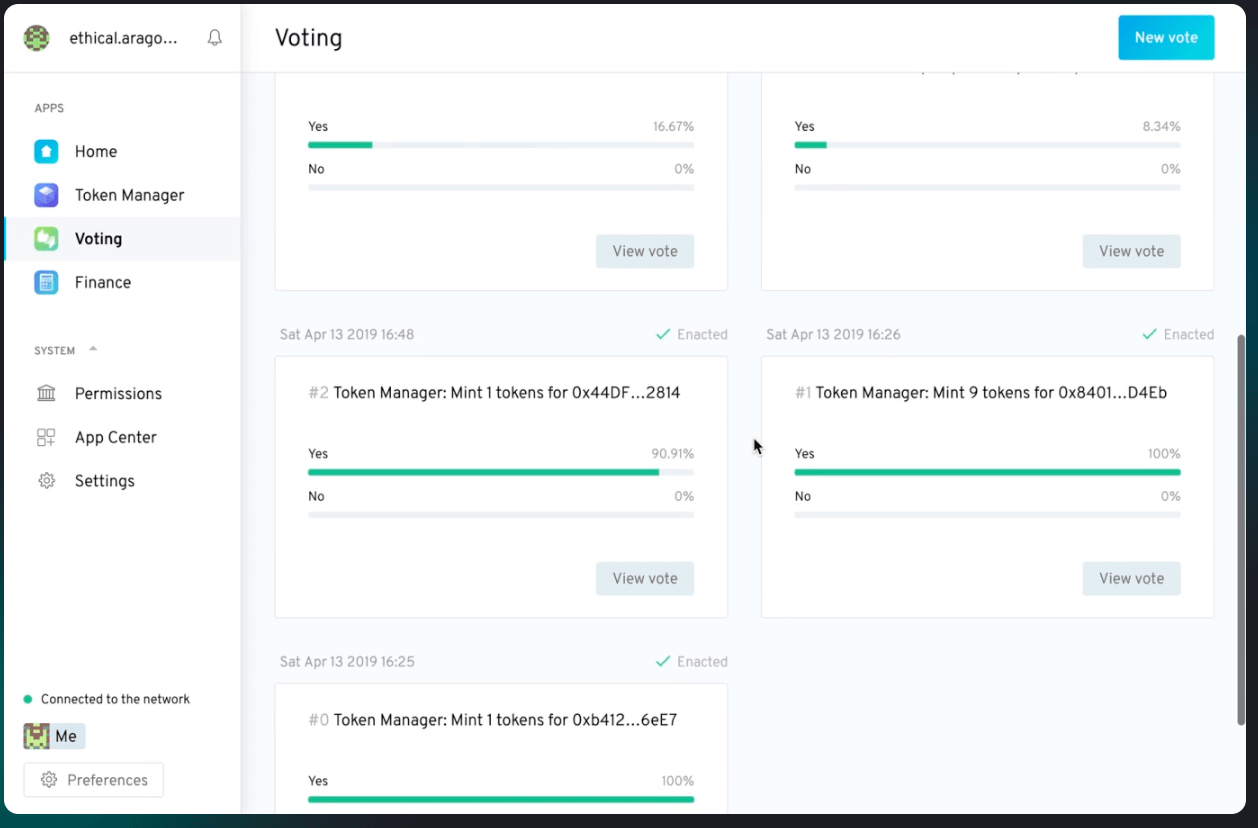 ethical.arago...
Voting
New vote
APPS
Home
Token Manager
Voting
Finance
SYSTEM
Permissions
App Center
Settings
Connected to the network
Me
Preferences
Yes 16.67%
No 0%
View vote
Yes 8.34%
No 0%
View vote
Sat Apr 13 2019 16:48 Enacted
#2 Token Manager: Mint 1 tokens for 0x44DF...2814
Yes 90.91%
No 0%
View vote
Sat Apr 13 2019 16:26 Enacted
#1 Token Manager: Mint 9 tokens for 0x8401...D4Eb
Yes 100%
No 0%
View vote
Sat Apr 13 2019 16:25 Enacted
#0 Token Manager: Mint 1 tokens for 0xb412...6eE7
Yes 100%